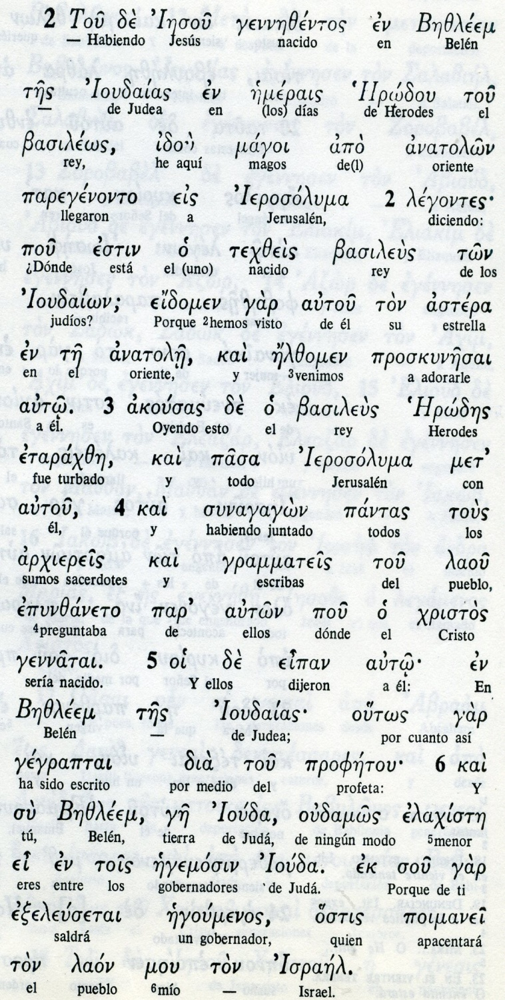 2 Τοῦ δὲ Ἰησοῦ γεννηθέντος ἐν Βηθλέεμ
— Habiendo Jesús nacido en Belén
τῆς Ἰουδαίας ἐν ἡμέραις Ἡρῴδου τοῦ
— de Judea en (los) días de Herodes el
βασιλέως, ἰδοὺ μάγοι ἀπὸ ἀνατολῶν
rey, he aquí magos de(l) oriente
παρεγένοντο εἰς Ἰεροσόλυμα 2 λέγοντες·
llegaron a Jerusalén, diciendo:
ποῦ ἐστιν ὁ τεχθεὶς βασιλεὺς τῶν
¿Dónde está el (uno) nacido rey de los
Ἰουδαίων; εἴδομεν γὰρ αὐτοῦ τὸν ἀστέρα
judíos? Porque ²hemos visto de él su estrella
ἐν τῇ ἀνατολῇ, καὶ ἤλθομεν προσκυνῆσαι
en el oriente, y ³venimos a adorarle
αὐτῷ. 3 ἀκούσας δὲ ὁ βασιλεὺς Ἡρῴδης
a él. Oyendo esto el rey Herodes
ἐταράχθη, καὶ πᾶσα Ἰεροσόλυμα μετ’
fue turbado y todo Jerusalén con
αὐτοῦ, 4 καὶ συναγαγὼν πάντας τοὺς
él, y habiendo juntado todos los
ἀρχιερεῖς καὶ γραμματεῖς τοῦ λαοῦ
sumos sacerdotes y escribas del pueblo,
ἐπυνθάνετο παρ’ αὐτῶν ποῦ ὁ χριστὸς
⁴preguntaba de ellos dónde el Cristo
γεννᾶται. 5 οἱ δὲ εἶπαν αὐτῷ· ἐν
sería nacido. Y ellos dijeron a él: En
Βηθλέεμ τῆς Ἰουδαίας· οὕτως γὰρ
Belén — de Judea; por cuanto así
γέγραπται διὰ τοῦ προφήτου· 6 καὶ
ha sido escrito por medio del profeta: Y
σὺ Βηθλέεμ, γῆ Ἰούδα, οὐδαμῶς ἐλαχίστη
tú, Belén, tierra de Judá, de ningún modo ⁵menor
εἶ ἐν τοῖς ἡγεμόσιν Ἰούδα. ἐκ σοῦ γὰρ
eres entre los gobernadores de Judá. Porque de ti
ἐξελεύσεται ἡγούμενος, ὅστις ποιμανεῖ
saldrá un gobernador, quien apacentará
τὸν λαόν μου τὸν Ἰσραήλ.
el pueblo ⁶mío — Israel.